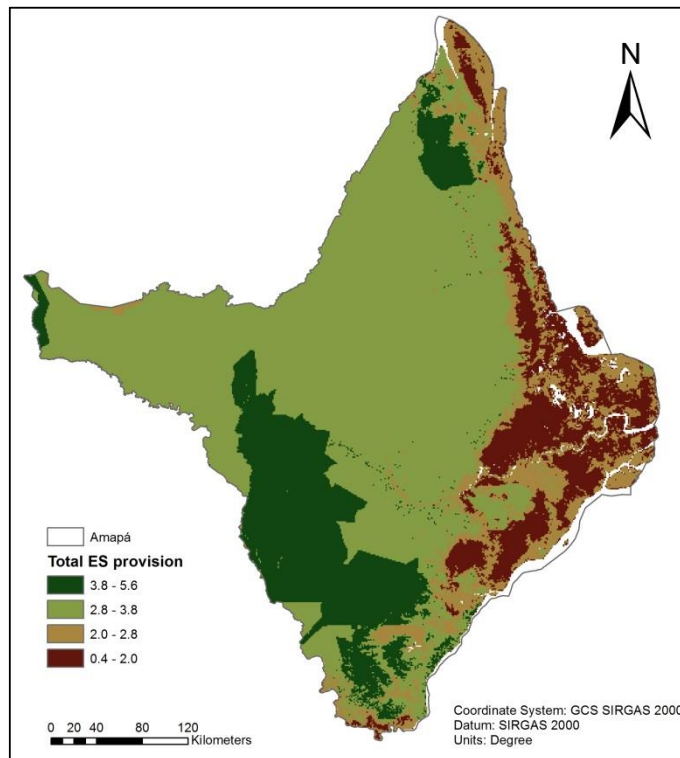 N
Amapá
Total ES provision
3.8 - 5.6
2.8 - 3.8
2.0 - 2.8
0.4 - 2.0
0 10 20 40 80 120
Kilometers
Coordinate System: GCS SIRGAS 2000
Datum: SIRGAS 2000
Units: Degree